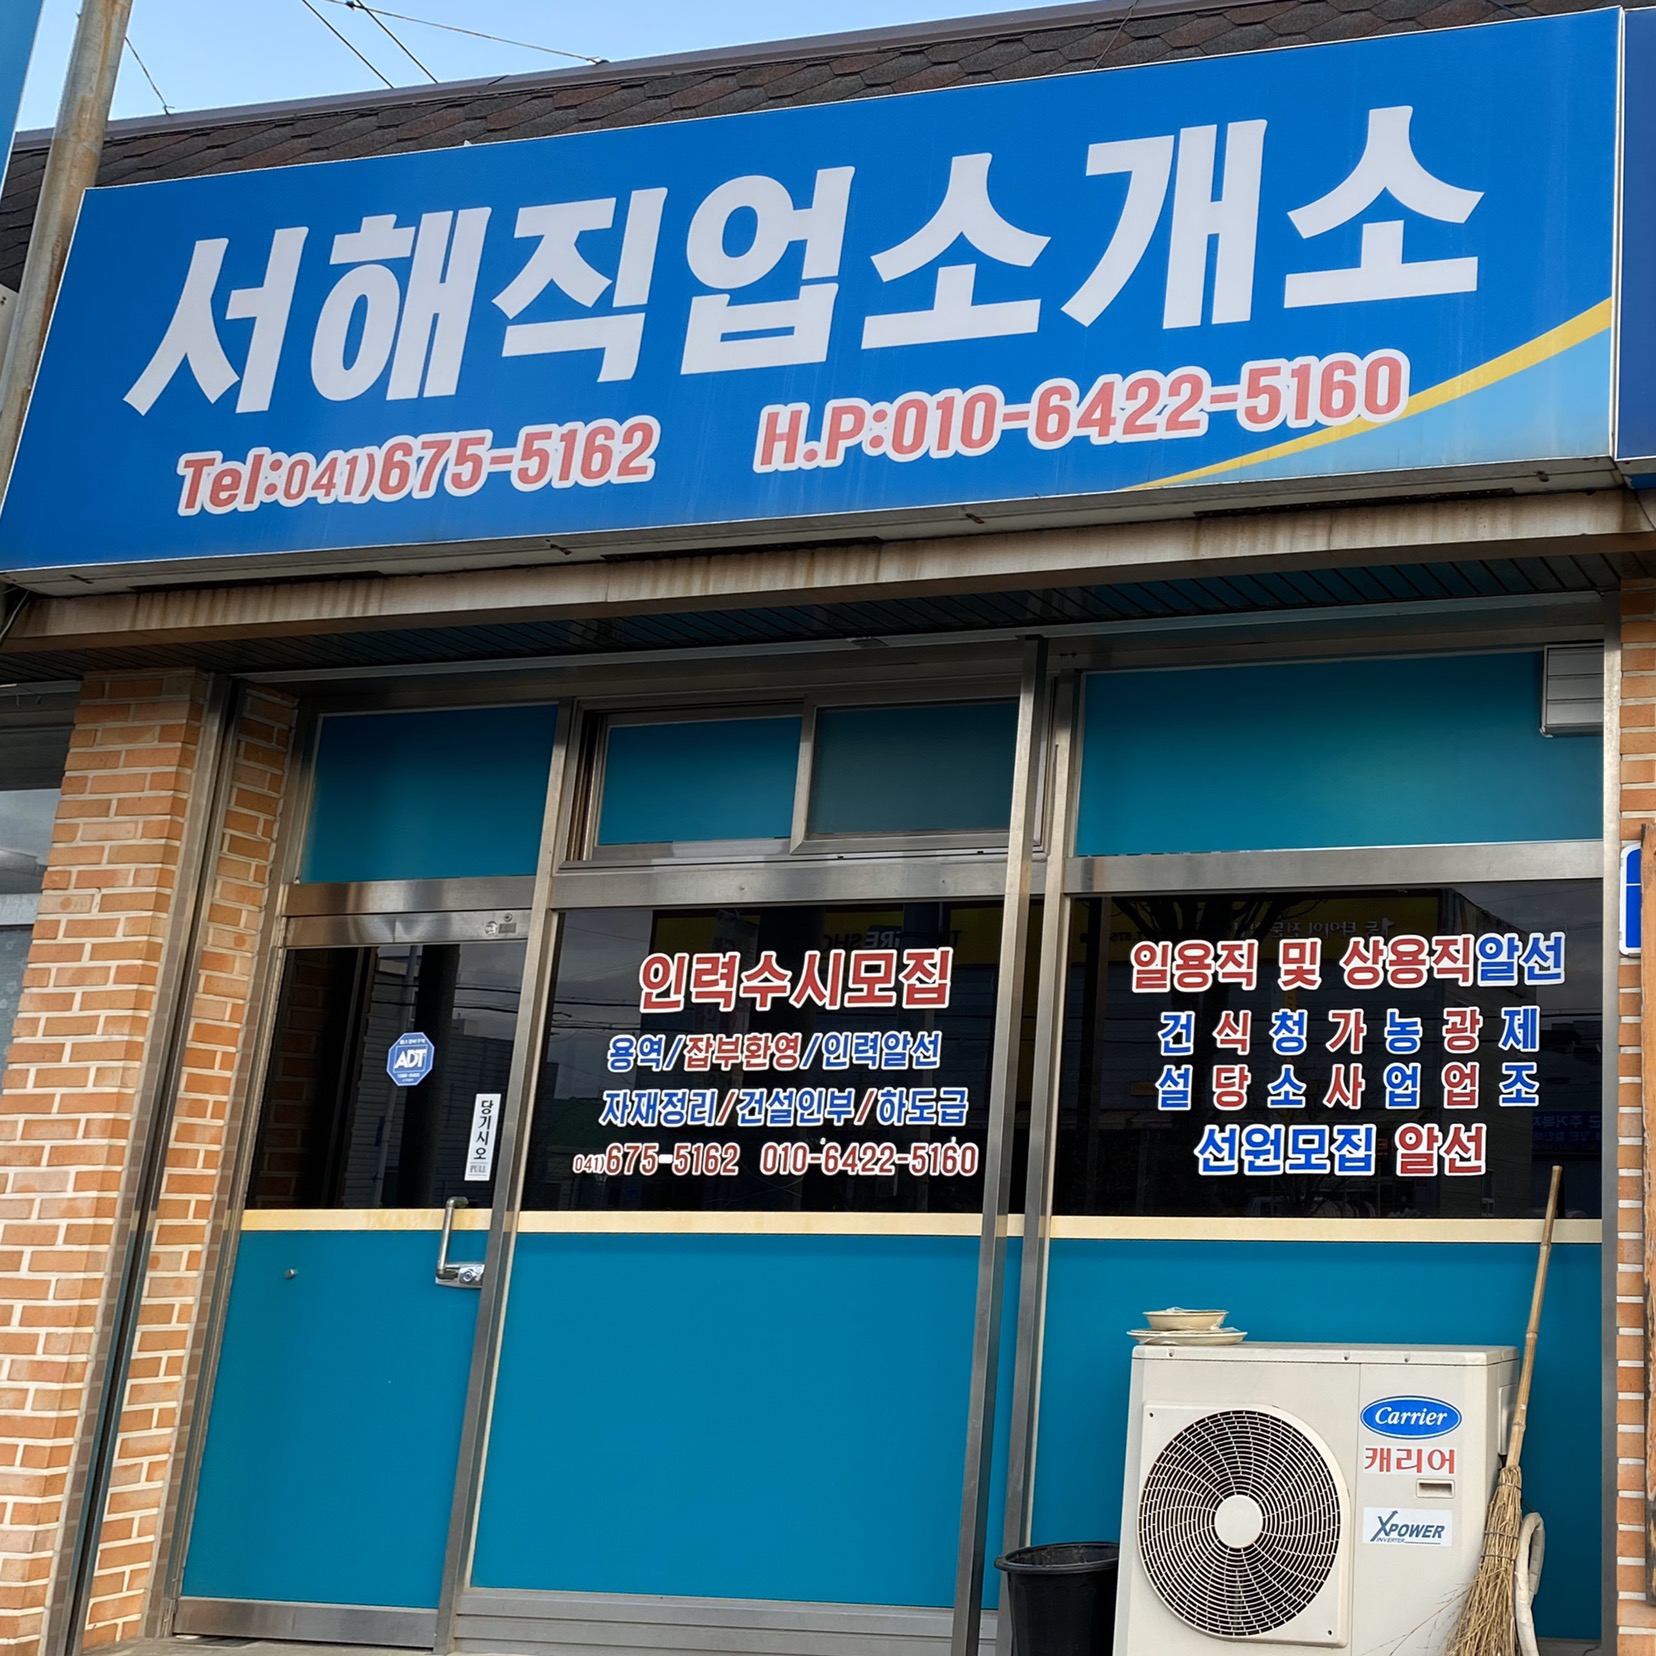 서해직업소개소
Tel:041)675-5162 H.P:010-6422-5160
인력수시모집
용역/잡부환영/인력알선
자재정리/건설인부/하도급
041)675-5162 010-6422-5160
일용직 및 상용직알선
건 식 청 가 농 광 제
설 당 소 사 업 업 조
선원모집 알선
ADT
당기시오
PULL
Carrier
캐리어
XPOWER
INVERTER